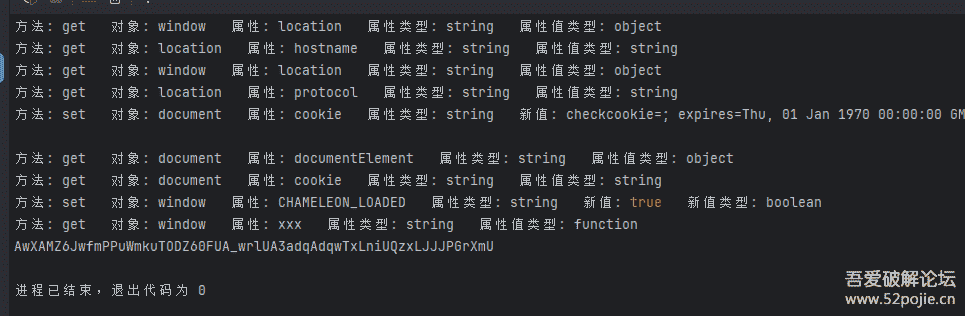 方法: get 对象: window 属性: location 属性类型: string 属性值类型: object
方法: get 对象: location 属性: hostname 属性类型: string 属性值类型: string
方法: get 对象: window 属性: location 属性类型: string 属性值类型: object
方法: get 对象: location 属性: protocol 属性类型: string 属性值类型: string
方法: set 对象: document 属性: cookie 属性类型: string 新值: checkcookie=; expires=Thu, 01 Jan 1970 00:00:00 GM
方法: get 对象: document 属性: documentElement 属性类型: string 属性值类型: object
方法: get 对象: document 属性: cookie 属性类型: string 属性值类型: string
方法: set 对象: window 属性: CHAMELEON_LOADED 属性类型: string 新值: true 新值类型: boolean
方法: get 对象: window 属性: xxx 属性类型: string 属性值类型: function
AwXAMZ6JwfmPPuWmkuTODZ60FUA_wrlUA3adqAdqwTxLniUQzxLJJJPGrXmU
进程已结束，退出代码为 0
吾爱破解论坛
www.52pojie.cn